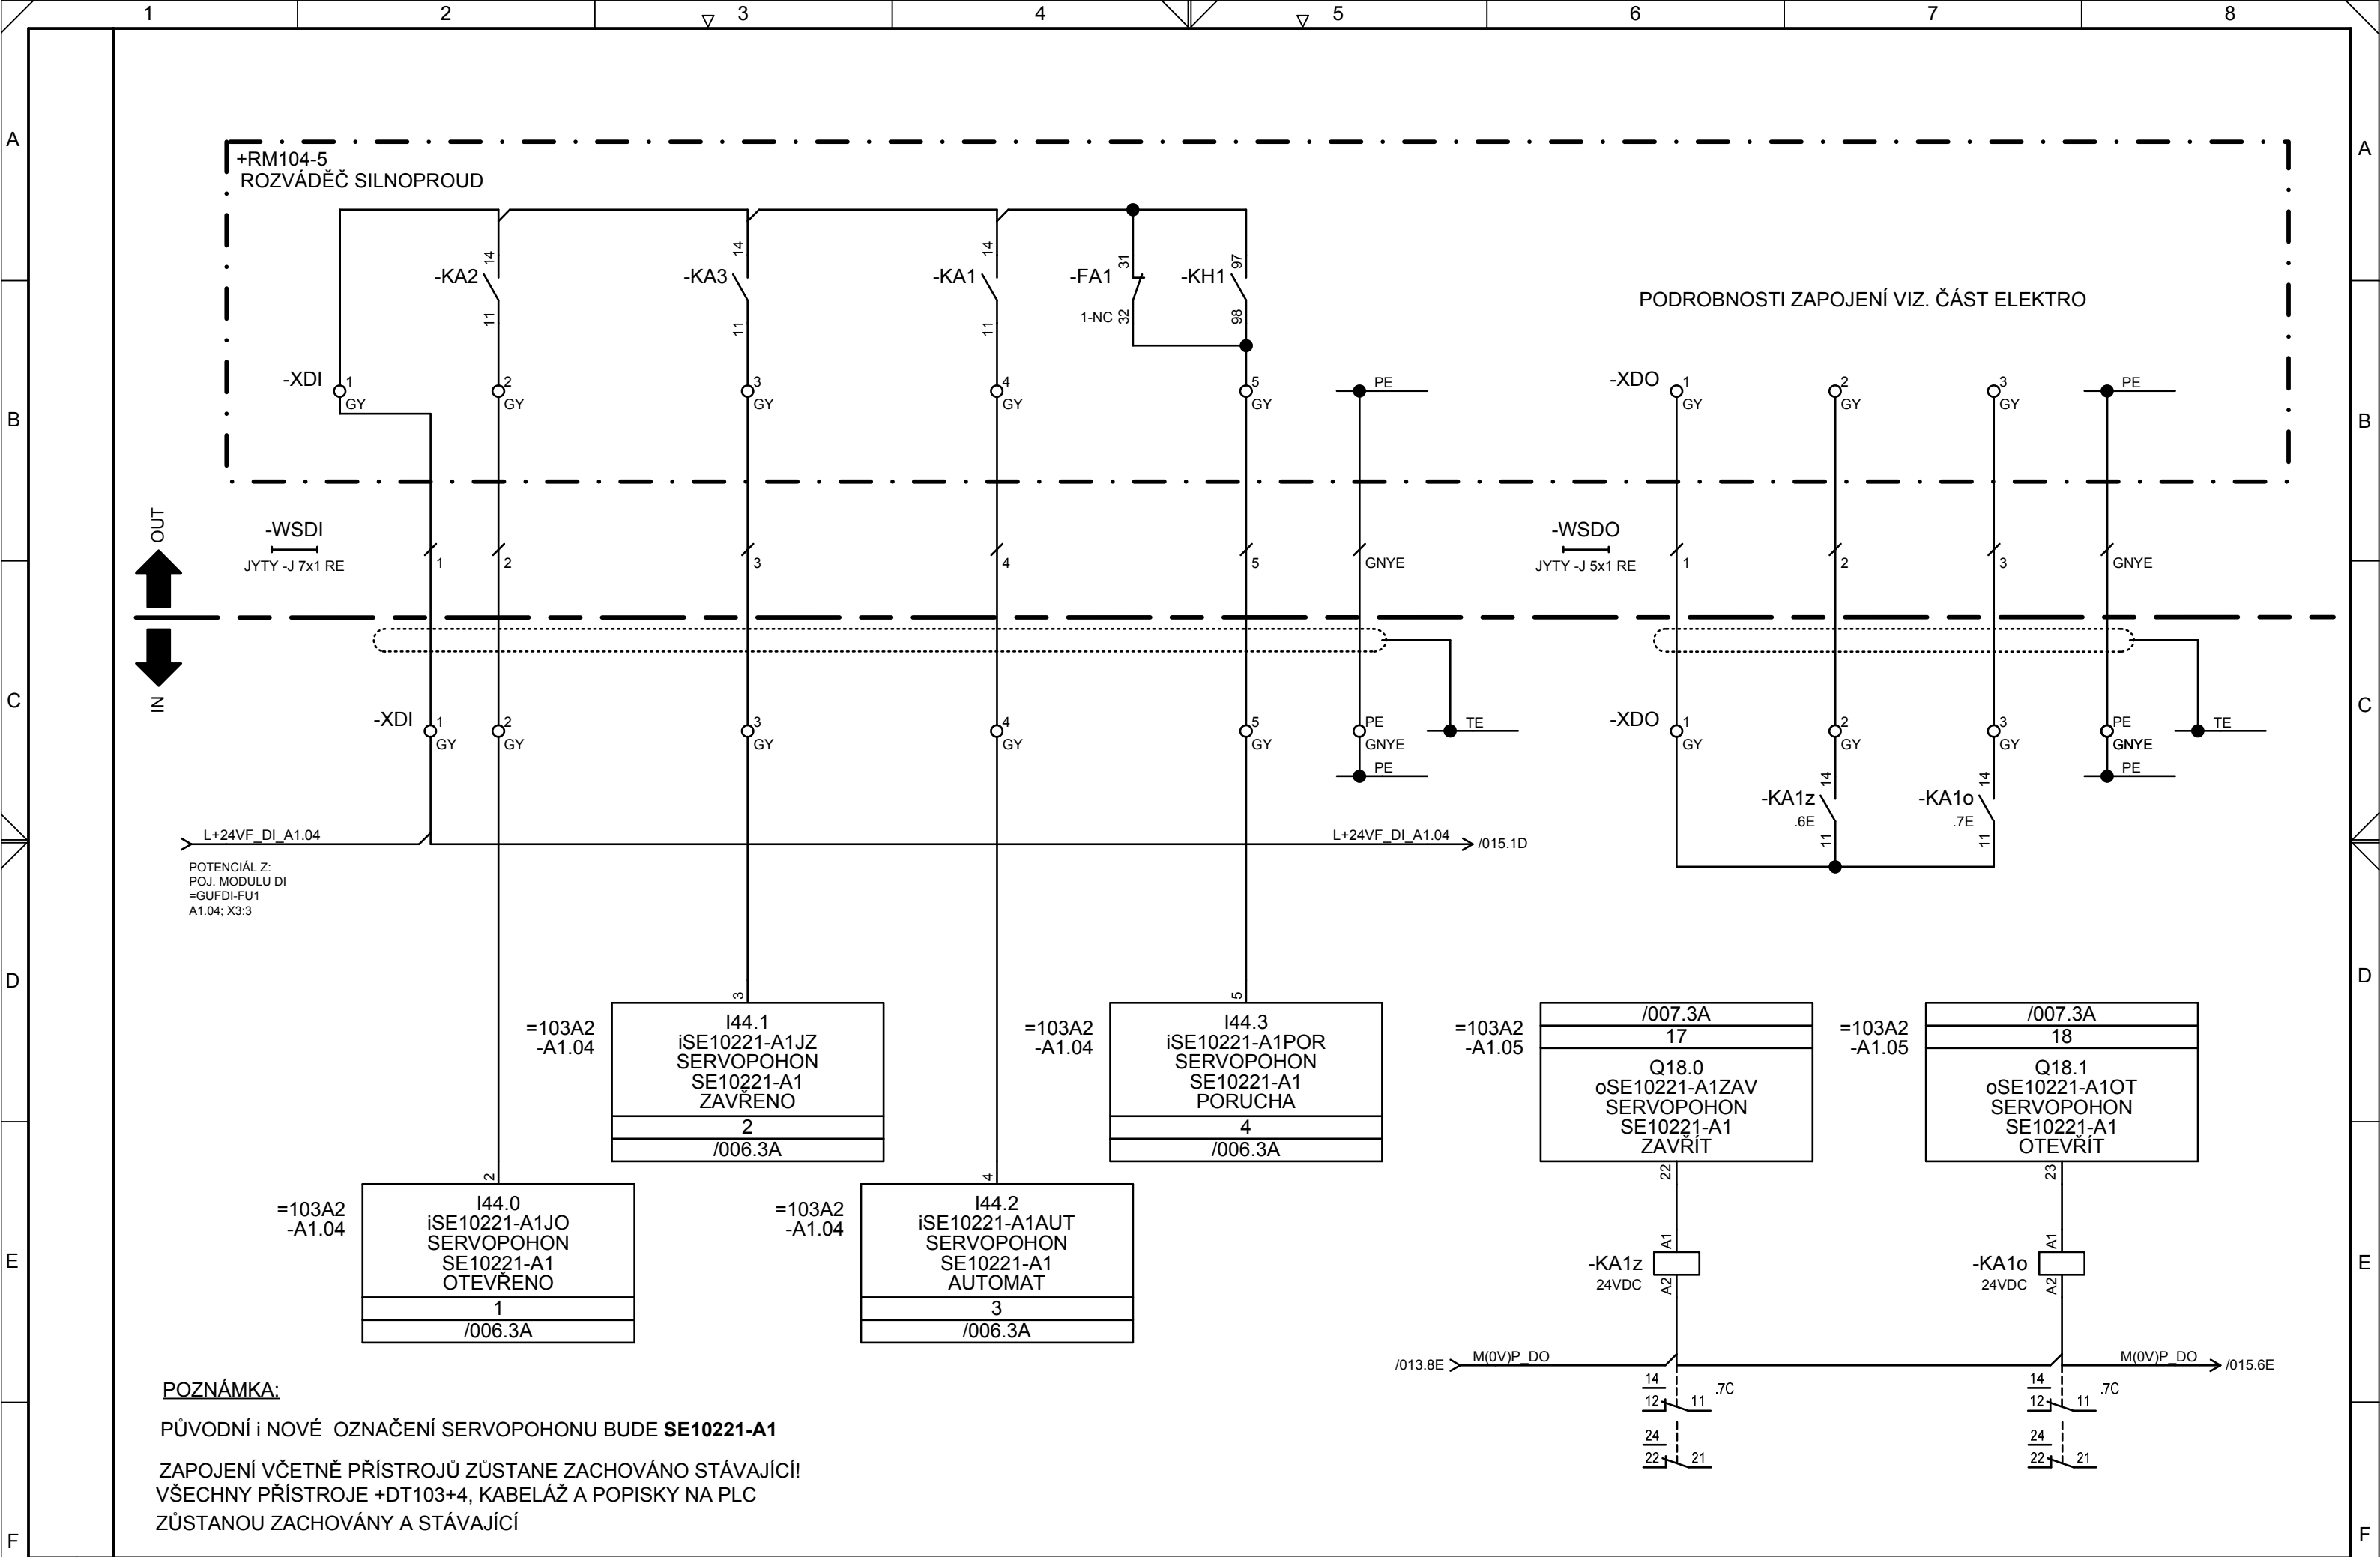 1 2 3 4 5 6 7 8
A A
+RM104-5
ROZVÁDĚČ SILNOPROUD
14 14 14 31 97
-KA2 -KA3 -KA1 -FA1 -KH1
11 11 11 1-NC 32 98
PODROBNOSTI ZAPOJENÍ VIZ. ČÁST ELEKTRO
-XDI 1 2 3 4 5 PE -XDO 1 2 3 PE
GY GY GY GY GY GY GY GY
B B
OUT
-WSDI
JYTY -J 7x1 RE
1 2 3 4 5 GNYE
-WSDO
JYTY -J 5x1 RE
1 2 3 GNYE
IN
C C
-XDI 1 2 3 4 5 PE TE -XDO 1 2 3 PE TE
GY GY GY GY GY GNYE GY GY GY GNYE
PE PE
14 14
-KA1z -KA1o
.6E .7E
11 11
L+24VF_DI_A1.04 L+24VF_DI_A1.04 /015.1D
POTENCIÁL Z:
POJ. MODULU DI
=GUFDI-FU1
A1.04; X3:3
D D
3
=103A2
-A1.04
I44.1
iSE10221-A1JZ
SERVOPOHON
SE10221-A1
ZAVŘENO
2
/006.3A
5
=103A2
-A1.04
I44.3
iSE10221-A1POR
SERVOPOHON
SE10221-A1
PORUCHA
4
/006.3A
=103A2
-A1.05
/007.3A
17
Q18.0
oSE10221-A1ZAV
SERVOPOHON
SE10221-A1
ZAVŘÍT
22
=103A2
-A1.05
/007.3A
18
Q18.1
oSE10221-A1OT
SERVOPOHON
SE10221-A1
OTEVŘÍT
23
2
=103A2
-A1.04
I44.0
iSE10221-A1JO
SERVOPOHON
SE10221-A1
OTEVŘENO
1
/006.3A
4
=103A2
-A1.04
I44.2
iSE10221-A1AUT
SERVOPOHON
SE10221-A1
AUTOMAT
3
/006.3A
E E
A1 A1
-KA1z -KA1o
24VDC 24VDC
A2 A2
/013.8E M(0V)P_DO M(0V)P_DO /015.6E
14 .7C 14 .7C
12 11 12 11
24 24
22 21 22 21
POZNÁMKA:
PŮVODNÍ i NOVÉ OZNAČENÍ SERVOPOHONU BUDE SE10221-A1
ZAPOJENÍ VČETNĚ PŘÍSTROJŮ ZŮSTANE ZACHOVÁNO STÁVAJÍCÍ!
VŠECHNY PŘÍSTROJE +DT103+4, KABELÁŽ A POPISKY NA PLC
ZŮSTANOU ZACHOVÁNY A STÁVAJÍCÍ
F F